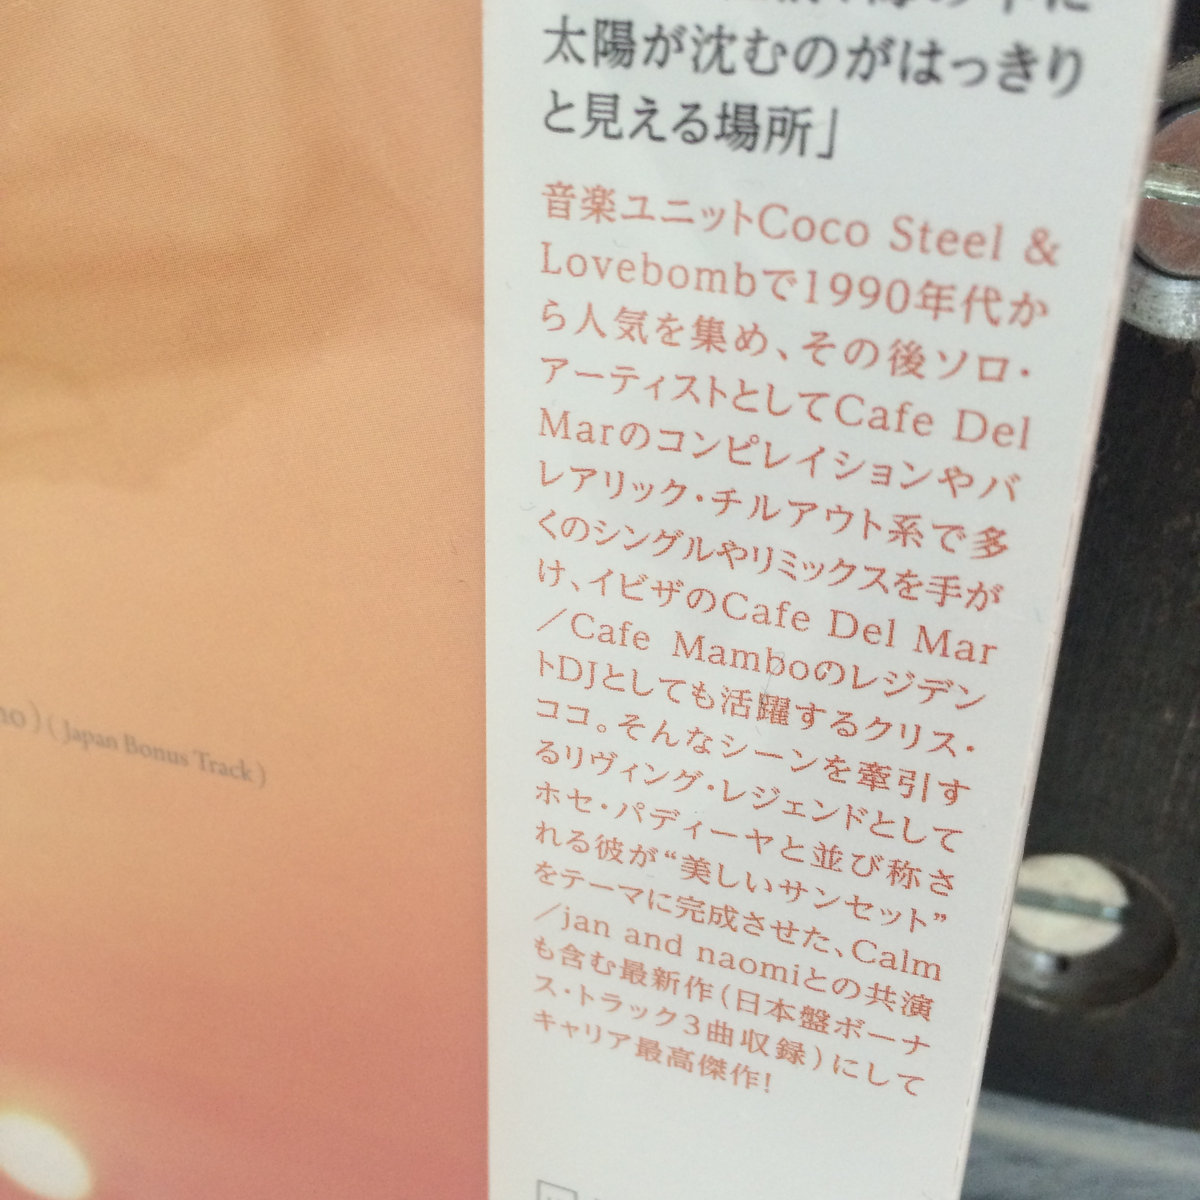 太陽が沈むのがはっきり
と見える場所」
音楽ユニットCoco Steel &
Lovebombで1990年代か
ら人気を集め、その後ソロ・
アーティストとしてCafe Del
Marのコンピレイションやバ
レアリック・チルアウト系で多
くのシングルやリミックスを手が
け、イビザのCafe Del Mar
／Cafe Mamboのレジデン
トDJとしても活躍するクリス・
ココ。そんなシーンを牽引す
るリヴィング・レジェンドとして
ホセ・パディーヤと並び称さ
れる彼が“美しいサンセット”
をテーマに完成させた、Calm
／jan and naomiとの共演
も含む最新作（日本盤ボーナ
ス・トラック3曲収録）にして
キャリア最高傑作！
)(Japan Bonus Track)